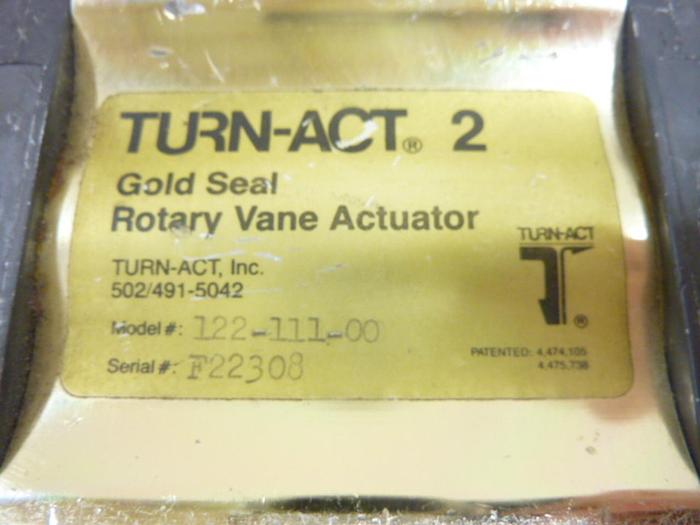 TURN-ACT® 2
Gold Seal
Rotary Vane Actuator
TURN-ACT
®
TURN-ACT, Inc.
502/491-5042
Model#: 122-111-00
Serial#: F22308
PATENTED: 4,474,105
4,475,738